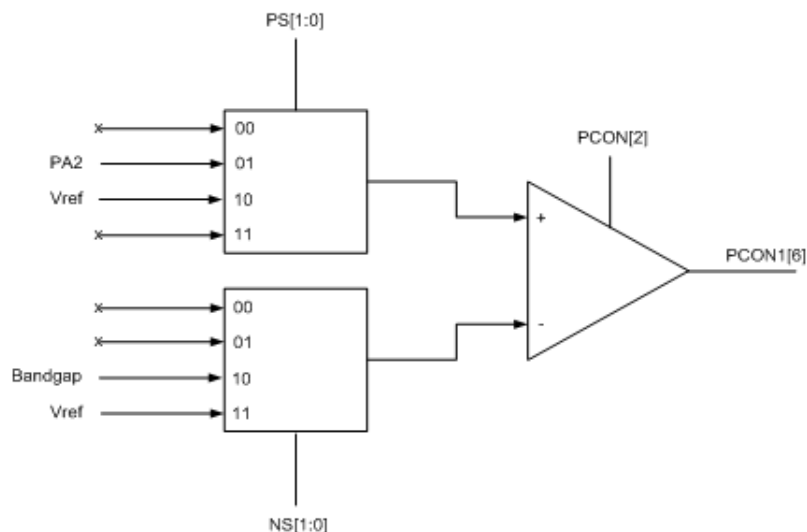 PS[1:0]
x 00
PA2 01
Vref 10
x 11
PCON[2]
+
PCON1[6]
-
x 00
x 01
Bandgap 10
Vref 11
NS[1:0]